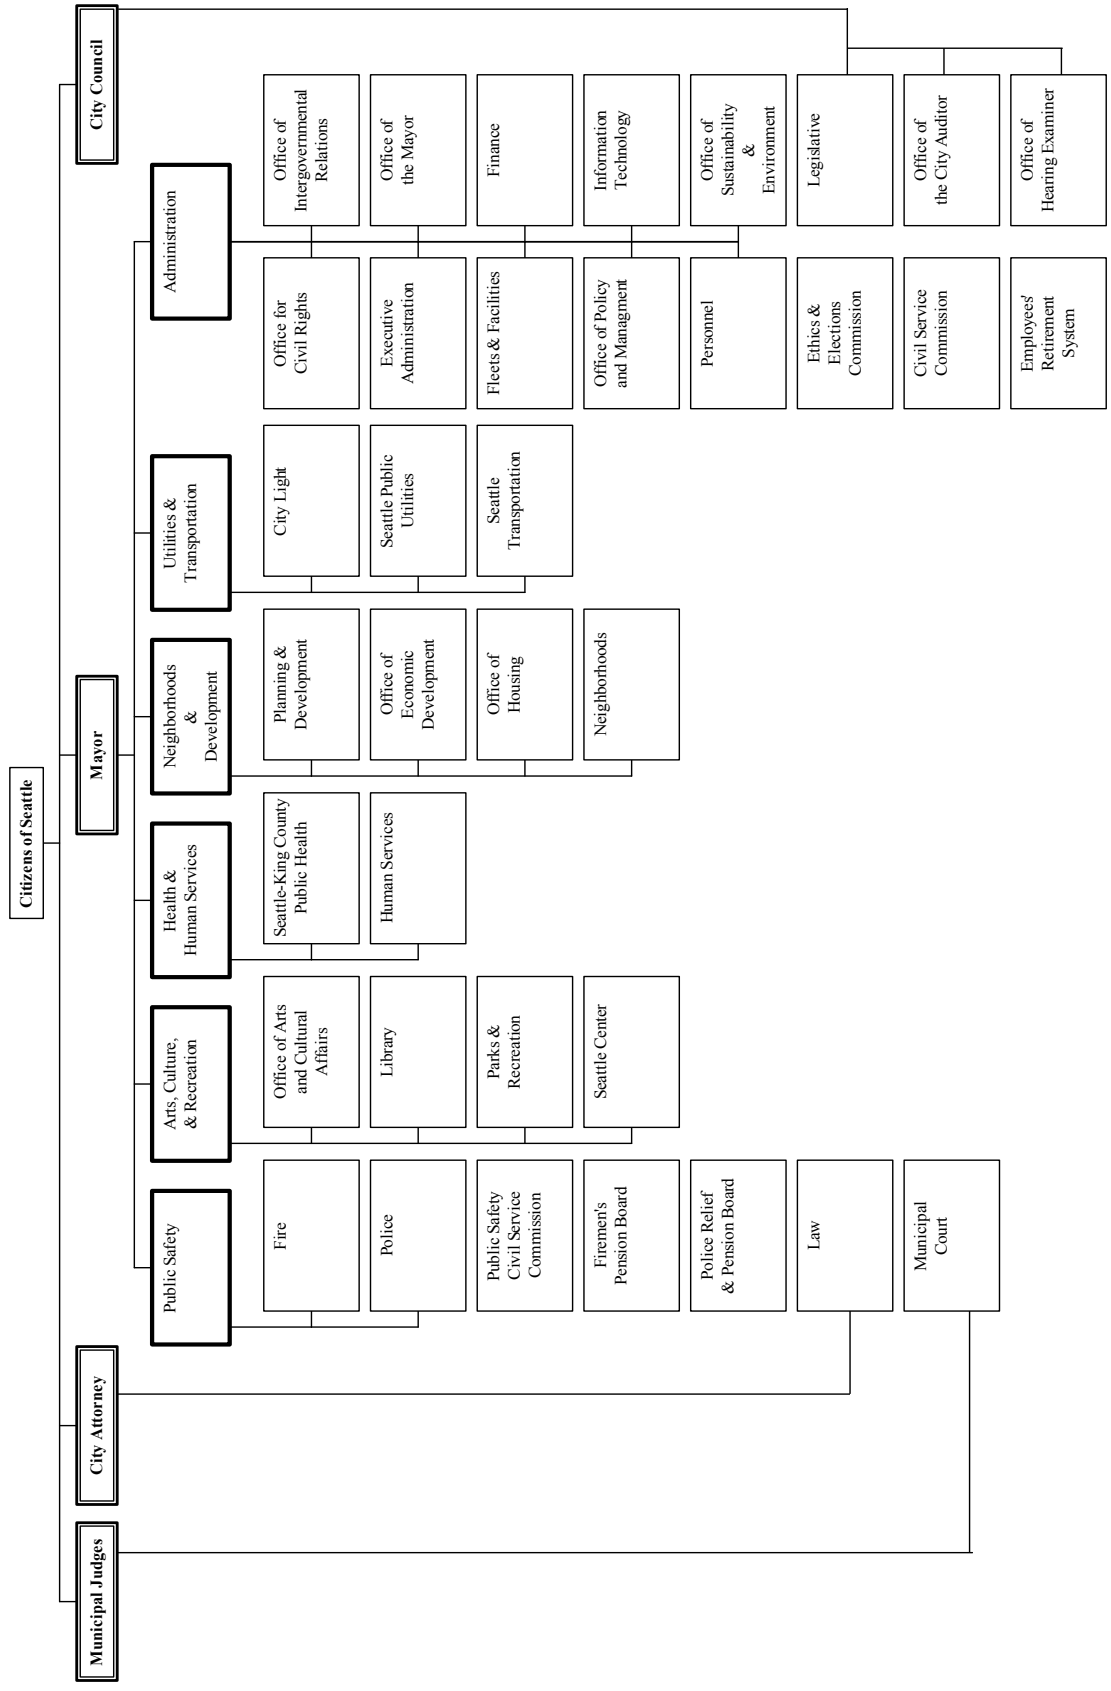 Citizens of Seattle
Municipal Judges
City Attorney
Mayor
City Council
Public Safety
Arts, Culture,
& Recreation
Health &
Human Services
Neighborhoods
&
Development
Utilities &
Transportation
Administration
Fire
Police
Public Safety
Civil Service
Commission
Firemen's
Pension Board
Police Relief
& Pension Board
Law
Municipal
Court
Office of Arts
and Cultural
Affairs
Library
Parks &
Recreation
Seattle Center
Seattle-King County
Public Health
Human Services
Planning &
Development
Office of
Economic
Development
Office of
Housing
Neighborhoods
City Light
Seattle Public
Utilities
Seattle
Transportation
Office for
Civil Rights
Executive
Administration
Fleets & Facilities
Office of Policy
and Managment
Personnel
Ethics &
Elections
Commission
Civil Service
Commission
Employees'
Retirement
System
Office of
Intergovernmental
Relations
Office of
the Mayor
Finance
Information
Technology
Office of
Sustainability
&
Environment
Legislative
Office of
the City Auditor
Office of
Hearing Examiner